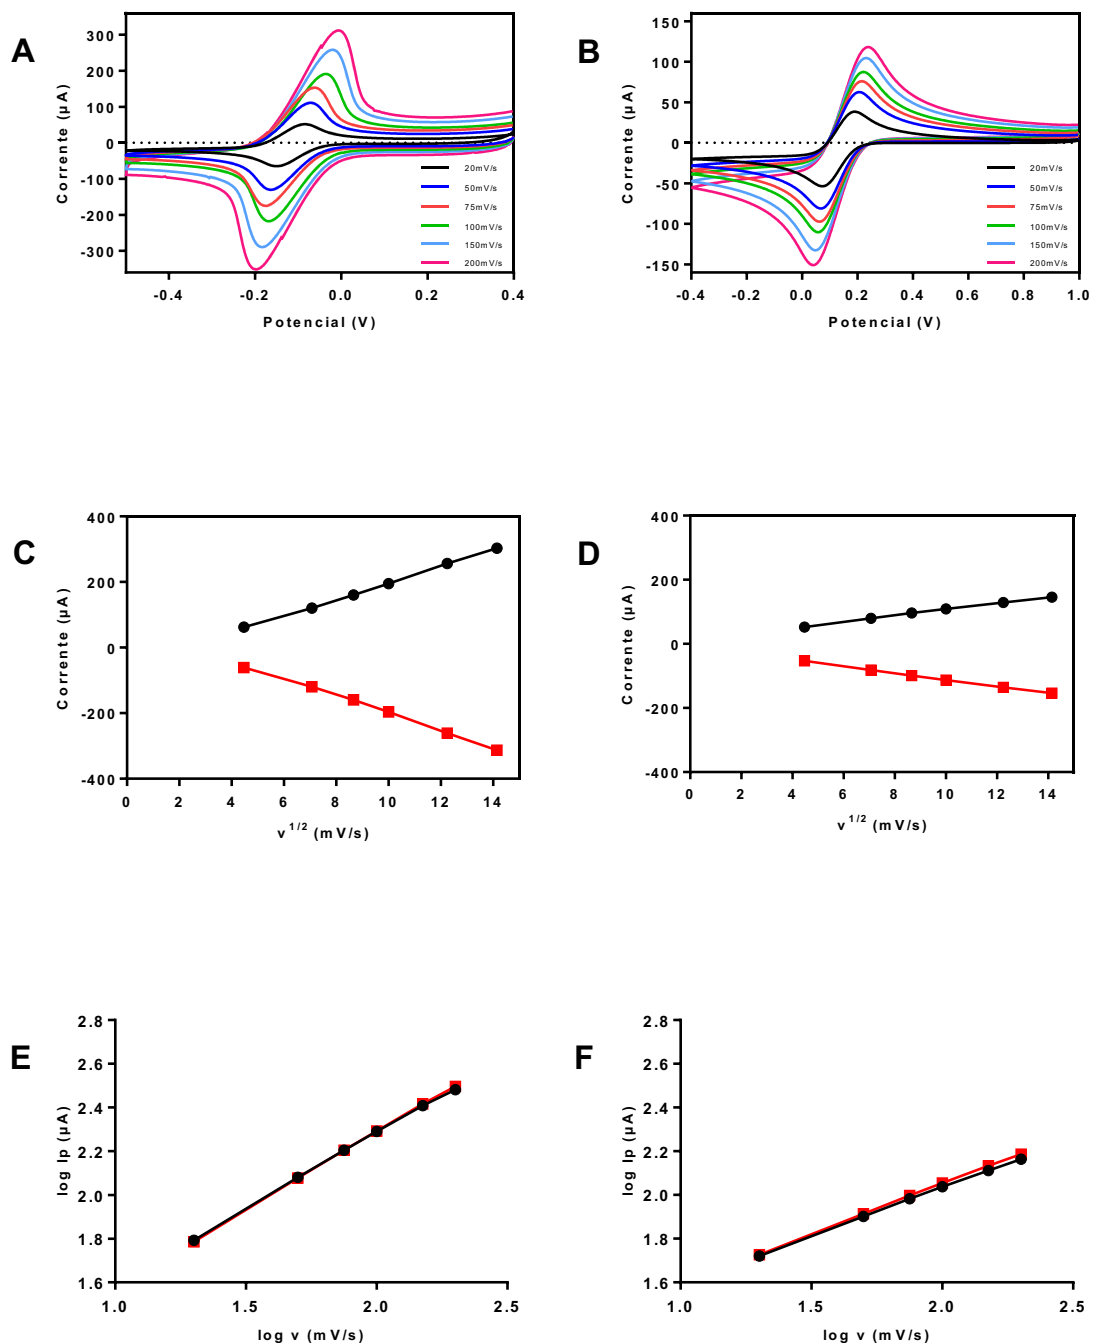 A
Corrente (µA)
300
200
100
0
-100
-200
-300
20mV/s
50mV/s
75mV/s
100mV/s
150mV/s
200mV/s
-0.4
-0.2
0.0
0.2
0.4
Potencial (V)
B
Corrente (µA)
150
100
50
0
-50
-100
-150
20mV/s
50mV/s
75mV/s
100mV/s
150mV/s
200mV/s
-0.4
-0.2
0.0
0.2
0.4
0.6
0.8
1.0
Potencial (V)
C
Corrente (µA)
400
200
0
-200
-400
0
2
4
6
8
10
12
14
v 1/2 (mV/s)
D
Corrente (µA)
400
200
0
-200
-400
0
2
4
6
8
10
12
14
v 1/2 (mV/s)
E
log Ip (µA)
2.8
2.6
2.4
2.2
2.0
1.8
1.6
1.0
1.5
2.0
2.5
log v (mV/s)
F
log Ip (µA)
2.8
2.6
2.4
2.2
2.0
1.8
1.6
1.0
1.5
2.0
2.5
log v (mV/s)